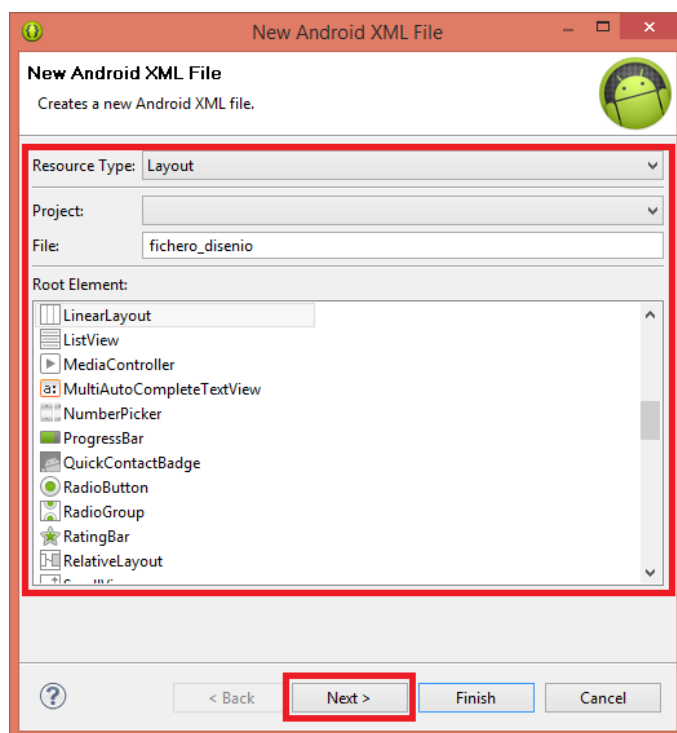 New Android XML File
New Android XML File
Creates a new Android XML file.
Resource Type: Layout
Project:
File: fichero_disenio
Root Element:
LinearLayout
ListView
MediaController
a: MultiAutoCompleteTextView
NumberPicker
ProgressBar
QuickContactBadge
RadioButton
RadioGroup
RatingBar
RelativeLayout
? < Back Next > Finish Cancel